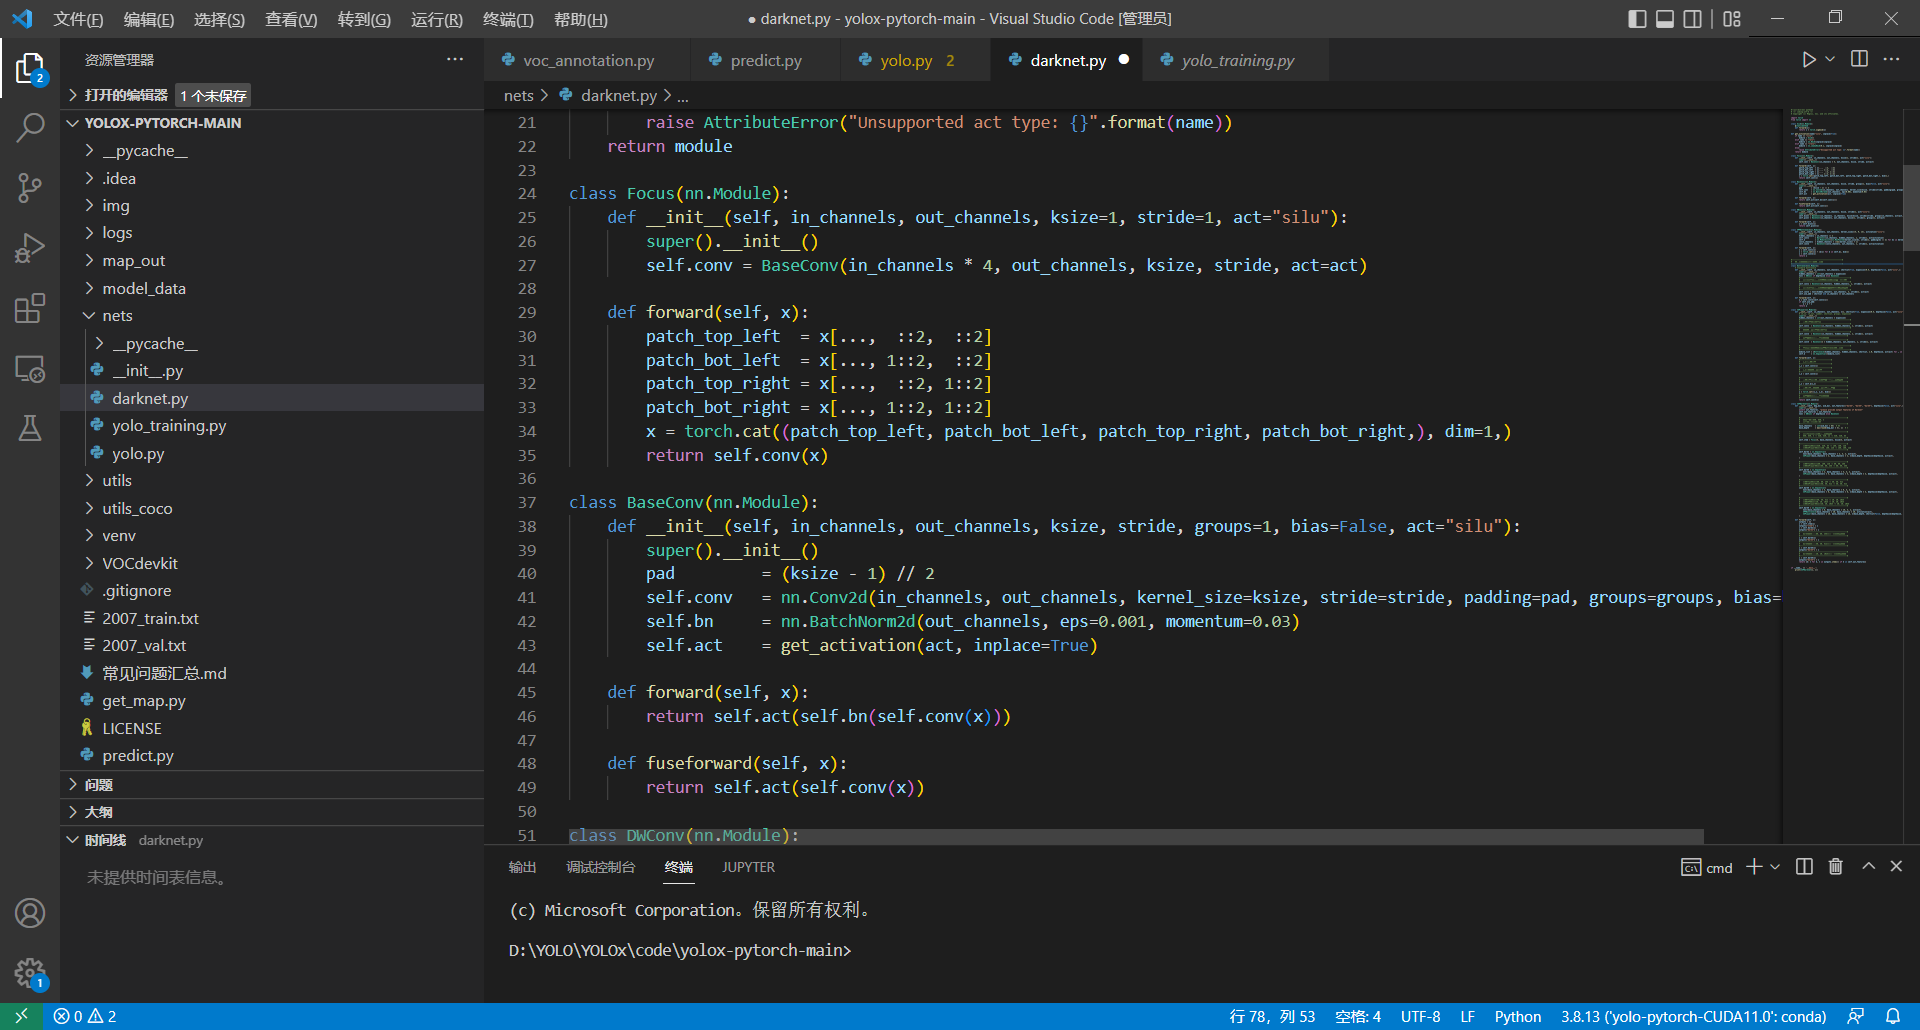 文件(F) 编辑(E) 选择(S) 查看(V) 转到(G) 运行(R) 终端(T) 帮助(H) ● darknet.py - yolox-pytorch-main - Visual Studio Code [管理员]
资源管理器 ···
打开的编辑器 1 个未保存
YOLOX-PYTORCH-MAIN
__pycache__
.idea
img
logs
map_out
model_data
nets
__pycache__
__init__.py
darknet.py
yolo_training.py
yolo.py
utils
utils_coco
venv
VOCdevkit
.gitignore
2007_train.txt
2007_val.txt
常见问题汇总.md
get_map.py
LICENSE
predict.py
问题
大纲
时间线 darknet.py
未提供时间表信息。
2
1
voc_annotation.py predict.py yolo.py 2 darknet.py ● yolo_training.py
nets > darknet.py > ...
21 raise AttributeError("Unsupported act type: {}".format(name))
22 return module
23
24 class Focus(nn.Module):
25 def __init__(self, in_channels, out_channels, ksize=1, stride=1, act="silu"):
26 super().__init__()
27 self.conv = BaseConv(in_channels * 4, out_channels, ksize, stride, act=act)
28
29 def forward(self, x):
30 patch_top_left  = x[...,  ::2,  ::2]
31 patch_bot_left  = x[..., 1::2,  ::2]
32 patch_top_right = x[...,  ::2, 1::2]
33 patch_bot_right = x[..., 1::2, 1::2]
34 x = torch.cat((patch_top_left, patch_bot_left, patch_top_right, patch_bot_right,), dim=1,)
35 return self.conv(x)
36
37 class BaseConv(nn.Module):
38 def __init__(self, in_channels, out_channels, ksize, stride, groups=1, bias=False, act="silu"):
39 super().__init__()
40 pad         = (ksize - 1) // 2
41 self.conv   = nn.Conv2d(in_channels, out_channels, kernel_size=ksize, stride=stride, padding=pad, groups=groups, bias=
42 self.bn     = nn.BatchNorm2d(out_channels, eps=0.001, momentum=0.03)
43 self.act    = get_activation(act, inplace=True)
44
45 def forward(self, x):
46 return self.act(self.bn(self.conv(x)))
47
48 def fuseforward(self, x):
49 return self.act(self.conv(x))
50
51 class DWConv(nn.Module):
输出 调试控制台 终端 JUPYTER cmd
(c) Microsoft Corporation。保留所有权利。
D:\YOLO\YOLOx\code\yolox-pytorch-main>
0 2 行 78, 列 53 空格: 4 UTF-8 LF Python 3.8.13 ('yolo-pytorch-CUDA11.0': conda)